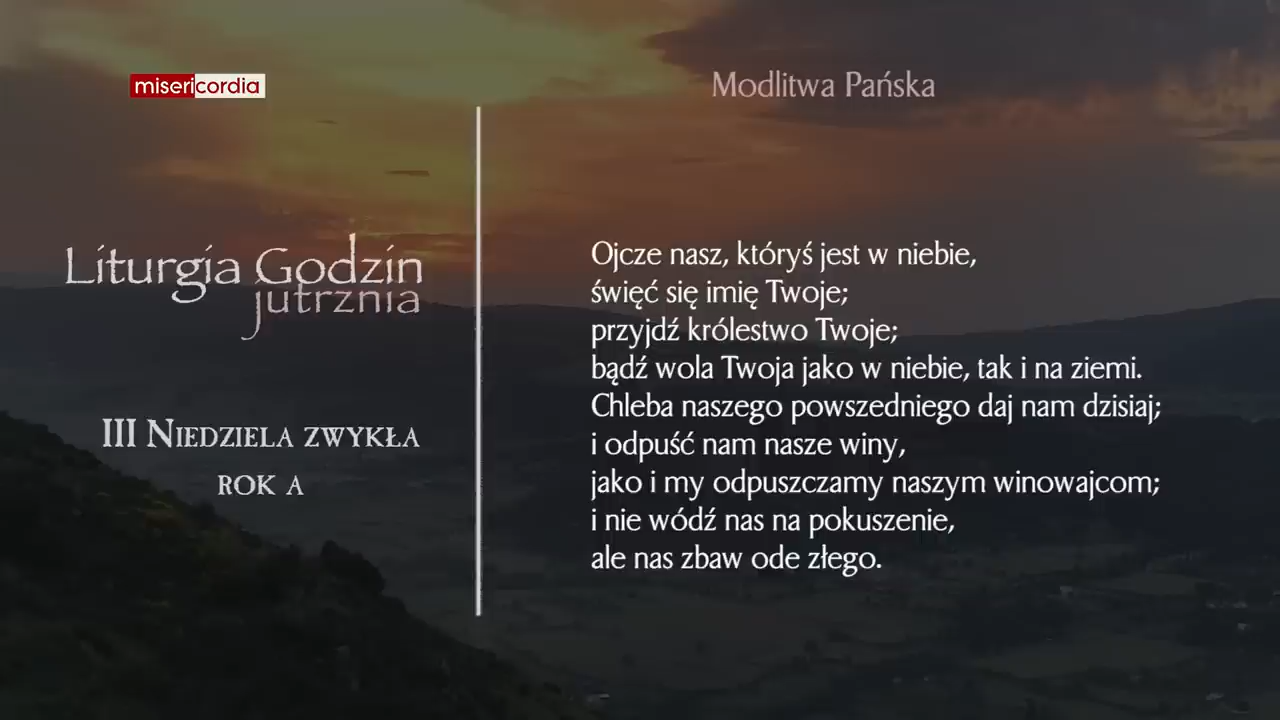 misericordia
Liturgia Godzin
jutrznia
III Niedziela zwykła
rok A
Modlitwa Pańska
Ojcze nasz, któryś jest w niebie,
święć się imię Twoje;
przyjdź królestwo Twoje;
bądź wola Twoja jako w niebie, tak i na ziemi.
Chleba naszego powszedniego daj nam dzisiaj;
i odpuść nam nasze winy,
jako i my odpuszczamy naszym winowajcom;
i nie wódź nas na pokuszenie,
ale nas zbaw ode złego.